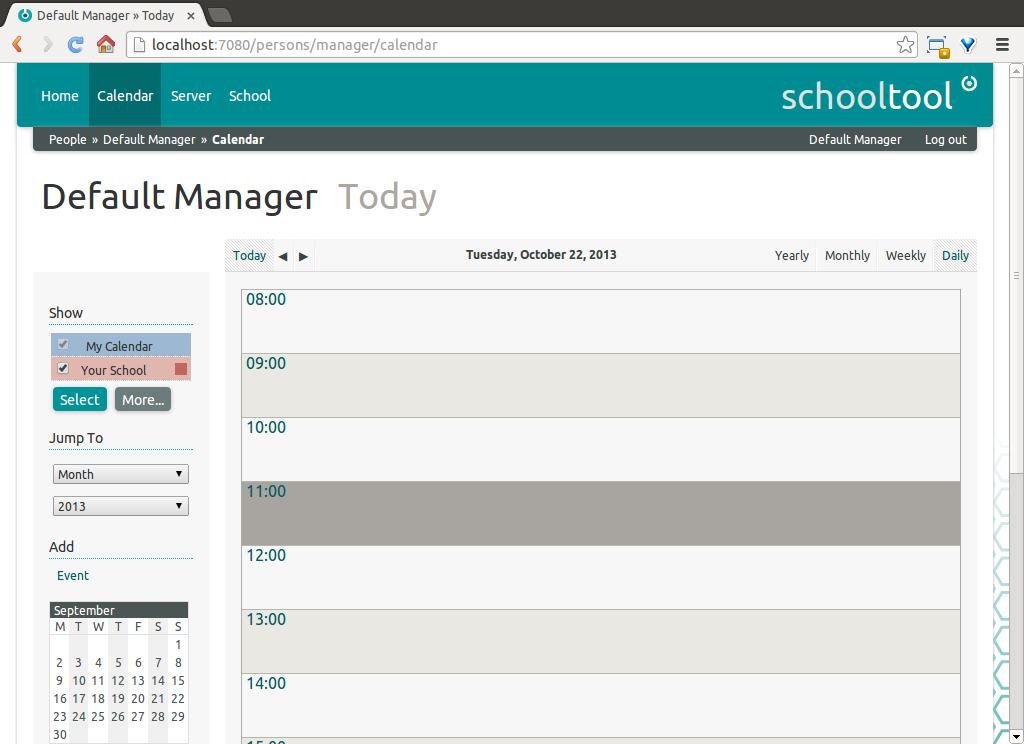 Default Manager » Today
localhost:7080/persons/manager/calendar
Home Calendar Server School
schooltool
People » Default Manager » Calendar
Default Manager Log out
Default Manager Today
Today ◀ ▶ Tuesday, October 22, 2013 Yearly Monthly Weekly Daily
Show
My Calendar
Your School
Select More...
Jump To
Month
2013
Add
Event
September
M T W T F S S
1
2 3 4 5 6 7 8
9 10 11 12 13 14 15
16 17 18 19 20 21 22
23 24 25 26 27 28 29
30
08:00
09:00
10:00
11:00
12:00
13:00
14:00
15:00